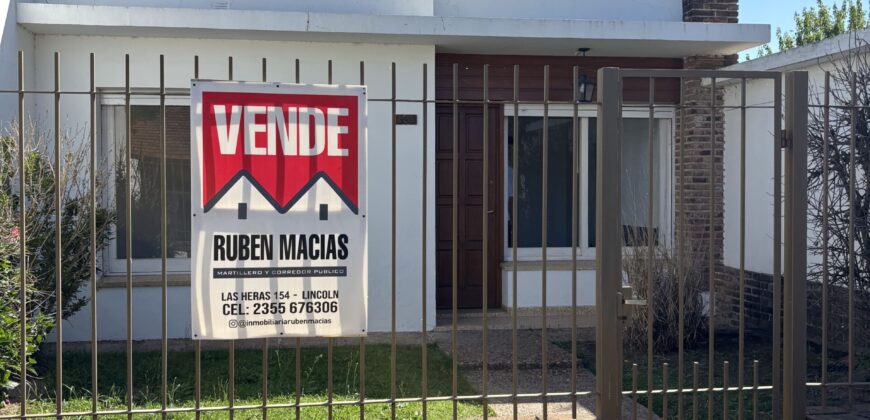 VENDE
RUBEN MACIAS
MARTILLERO Y CORREDOR PUBLICO
LAS HERAS 154 - LINCOLN
CEL: 2355 676306
@inmobiliariarubenmacias